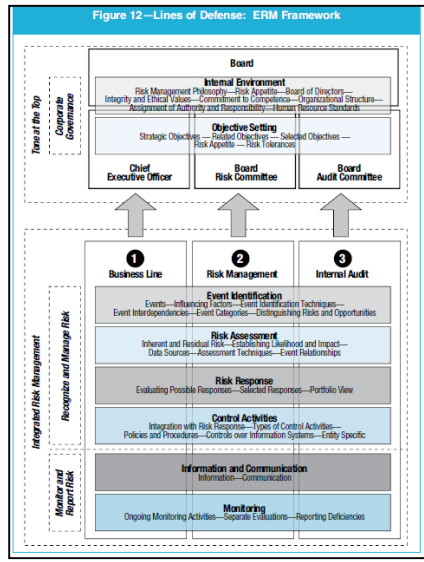 Figure 12—Lines of Defense: ERM Framework
Tone at the Top
Corporate
Governance
Board
Internal Environment
Risk Management Philosophy—Risk Appetite—Board of Directors—
Integrity and Ethical Values—Commitment to Competence—Organizational Structure—
Assignment of Authority and Responsibility—Human Resource Standards
Objective Setting
Strategic Objectives — Related Objectives — Selected Objectives —
Risk Appetite — Risk Tolerances
Chief
Executive Officer
Board
Risk Committee
Board
Audit Committee
Integrated Risk Management
Recognize and Manage Risk
1
Business Line
2
Risk Management
3
Internal Audit
Event Identification
Events—Influencing Factors—Event Identification Techniques—
Event Interdependencies—Event Categories—Distinguishing Risks and Opportunities
Risk Assessment
Inherent and Residual Risk—Establishing Likelihood and Impact—
Data Sources—Assessment Techniques—Event Relationships
Risk Response
Evaluating Possible Responses—Selected Responses—Portfolio View
Control Activities
Integration with Risk Response—Types of Control Activities—
Policies and Procedures—Controls over Information Systems—Entity Specific
Monitor and
Report Risk
Information and Communication
Information—Communication
Monitoring
Ongoing Monitoring Activities—Separate Evaluations—Reporting Deficiencies